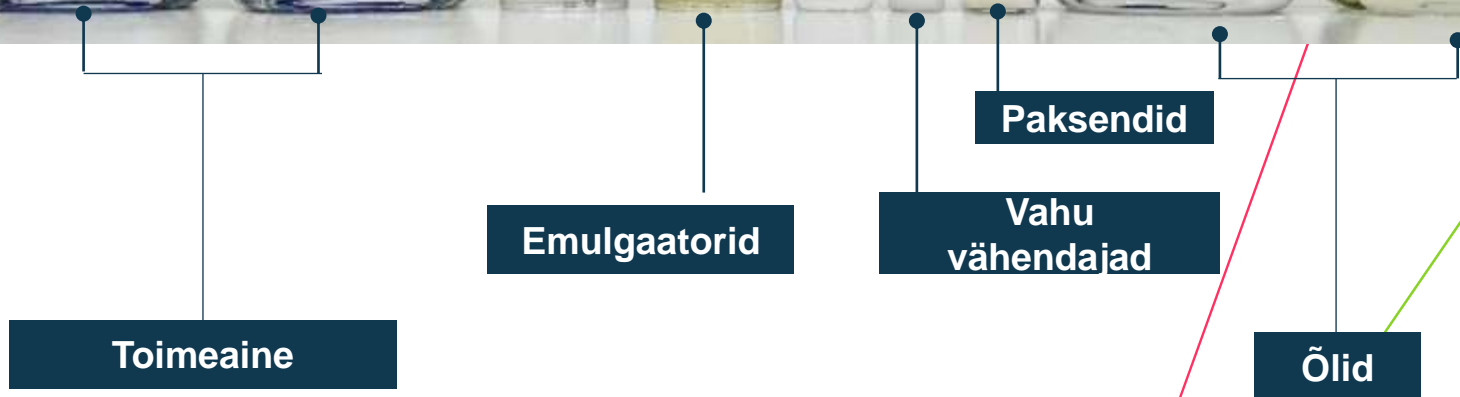 Paksendid
Vahu
vähendajad
Emulgaatorid
Toimeaine
Õlid